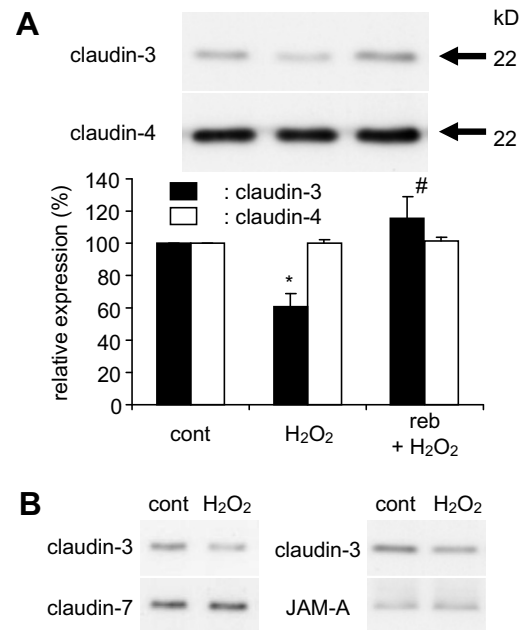 A
kD
claudin-3
22
claudin-4
22
relative expression (%)
140
120
100
80
60
40
20
0
: claudin-3
: claudin-4
*
#
cont
H₂O₂
reb
+ H₂O₂
B
cont H₂O₂
cont H₂O₂
claudin-3
claudin-3
claudin-7
JAM-A